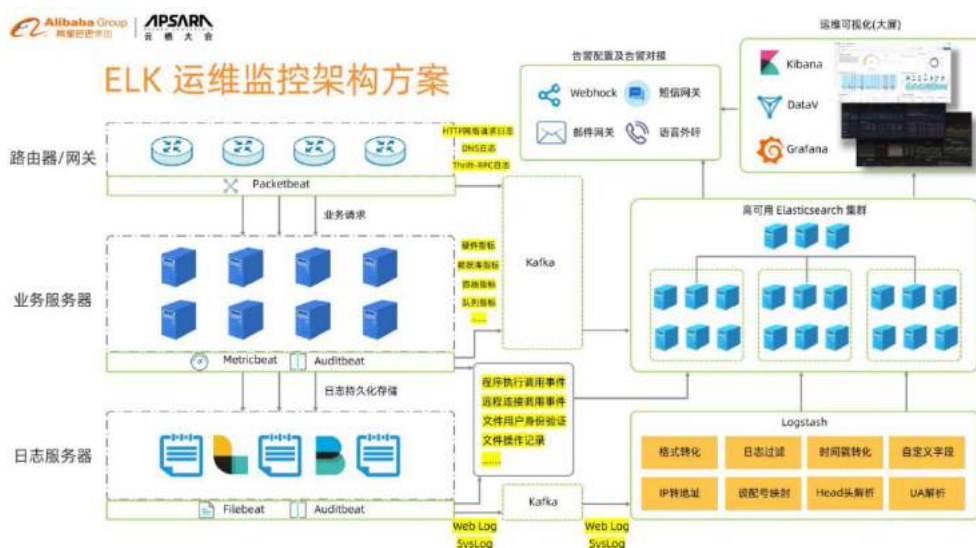 Alibaba Group
阿里巴巴集团
APSARA
云栖大会
ELK 运维监控架构方案
运维可视化(大屏)
Kibana
DataV
Grafana
告警配置及告警对接
Webhock
短信网关
邮件网关
语言外呼
路由器/网关
Packetbeat
HTTP网络请求日志
DNS日志
Thrift-RPC日志
业务请求
业务服务器
Metricbeat
Auditbeat
硬件指标
数据库指标
容器指标
队列指标
......
Kafka
高可用 Elasticsearch 集群
日志持久化存储
程序执行调用事件
远程连接调用事件
文件用户身份验证
文件操作记录
......
日志服务器
Filebeat
Auditbeat
Web Log
SysLog
Kafka
Web Log
SysLog
Logstash
格式转化
日志过滤
时间戳转化
自定义字段
IP转地址
设配号映射
Head头解析
UA解析